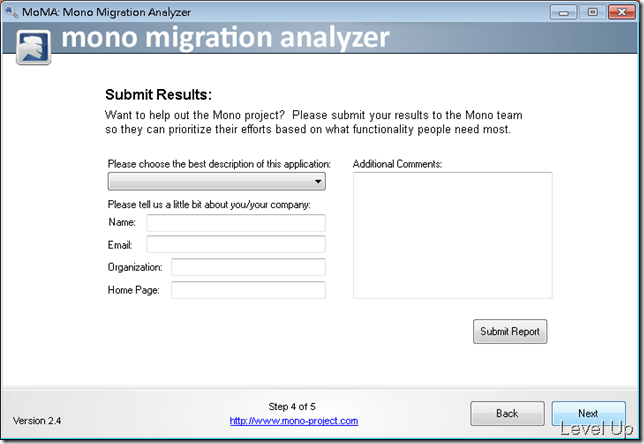 MoMA: Mono Migration Analyzer
mono migration analyzer
Submit Results:
Want to help out the Mono project? Please submit your results to the Mono team
so they can prioritize their efforts based on what functionality people need most.
Please choose the best description of this application:
Please tell us a little bit about you/your company:
Name:
Email:
Organization:
Home Page:
Additional Comments:
Submit Report
Version 2.4
Step 4 of 5
http://www.mono-project.com
Back
Next
Level Up